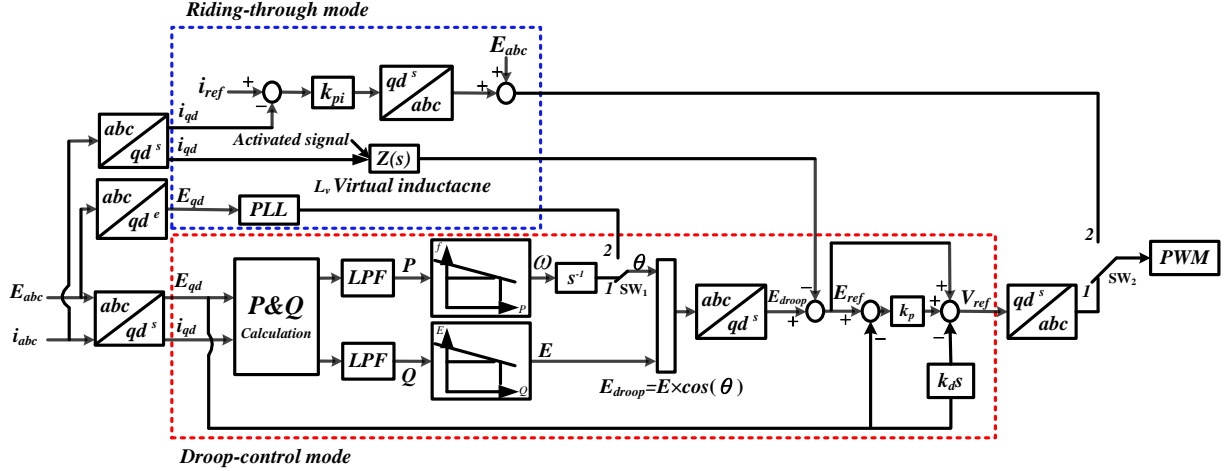 Riding-through mode
E_abc
i_ref
+
−
k_pi
qd^s
abc
+
+
i_qd
abc
qd^s
Activated signal
i_qd
Z(s)
L_v Virtual inductacne
abc
qd^e
E_qd
PLL
2
2
1
SW_2
PWM
E_abc
i_abc
abc
qd^s
E_qd
i_qd
P&Q
Calculation
LPF
P
f
P
ω
s^-1
1
SW_1
θ
LPF
Q
E
Q
E
E_droop=E×cos(θ)
abc
qd^s
E_droop
−
+
E_ref
+
−
k_p
+
+
−
V_ref
k_ds
qd^s
abc
Droop-control mode